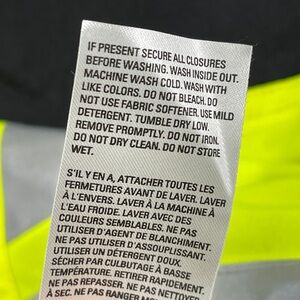 IF PRESENT SECURE ALL CLOSURES
BEFORE WASHING. WASH INSIDE OUT.
MACHINE WASH COLD. WASH WITH
LIKE COLORS. DO NOT BLEACH. DO
NOT USE FABRIC SOFTENER. USE MILD
DETERGENT. TUMBLE DRY LOW.
REMOVE PROMPTLY. DO NOT IRON.
DO NOT DRY CLEAN. DO NOT STORE
WET.
S'IL Y EN A, ATTACHER TOUTES LES
FERMETURES AVANT DE LAVER. LAVER
À L'ENVERS. LAVER À LA MACHINE À
L'EAU FROIDE. LAVER AVEC DES
COULEURS SEMBLABLES. NE PAS
UTILISER D'AGENT DE BLANCHIMENT.
NE PAS UTILISER D'ASSOUPLISSANT.
UTILISER UN DÉTERGENT DOUX.
SÉCHER PAR CULBUTAGE À BASSE
TEMPÉRATURE. RETIRER RAPIDEMENT.
NE PAS REPASSER. NE PAS NETTOYER
À SEC. NE PAS RANGER